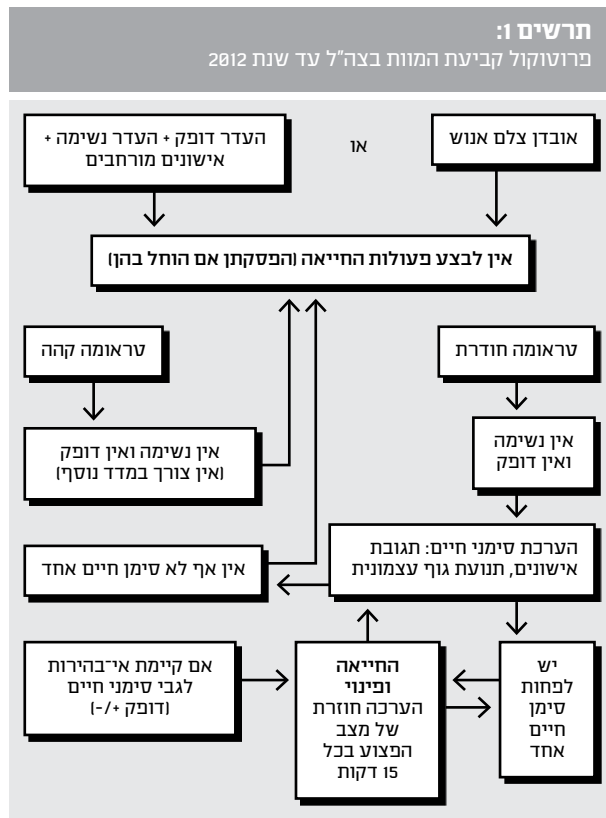 תרשים 1:
פרוטוקול קביעת המוות בצה"ל עד שנת 2012
אובדן צלם אנוש
או
העדר דופק + העדר נשימה +
אישונים מורחבים
אין לבצע פעולות החייאה (הפסקתן אם הוחל בהן)
טראומה חודרת
טראומה קהה
אין נשימה
ואין דופק
אין נשימה ואין דופק
(אין צורך במדד נוסף)
הערכת סימני חיים: תגובת
אישונים, תנועת גוף עצמונית
אין אף לא סימן חיים אחד
יש
לפחות
סימן
חיים
אחד
החייאה
ופינוי
הערכה חוזרת
של מצב
הפצוע בכל
15 דקות
אם קיימת אי־בהירות
לגבי סימני חיים
(דופק +/-)